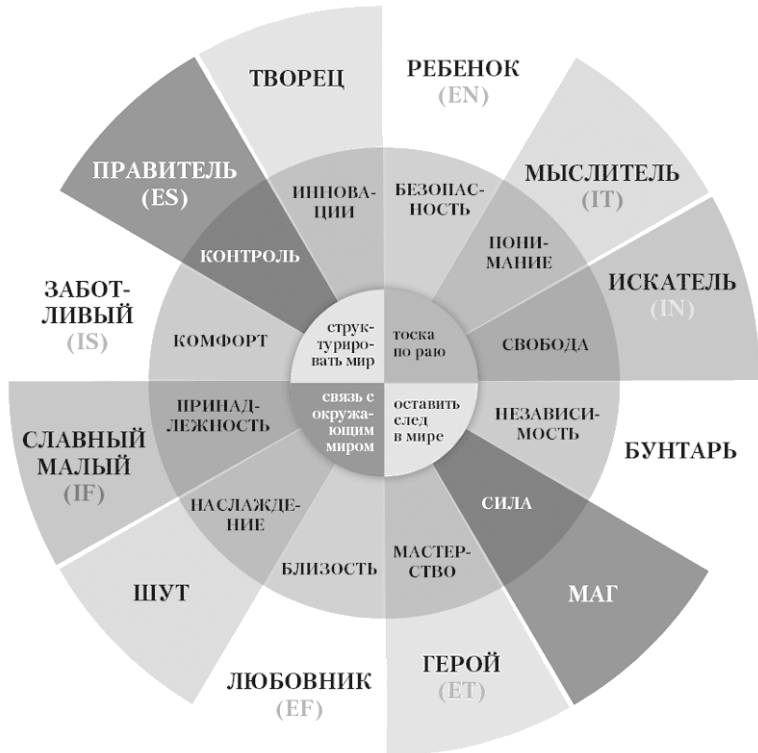 ТВОРЕЦ
РЕБЕНОК
(EN)
ПРАВИТЕЛЬ
(ES)
МЫСЛИТЕЛЬ
(IT)
ИННОВА-
ЦИИ
БЕЗОПАС-
НОСТЬ
КОНТРОЛЬ
ПОНИ-
МАНИЕ
ЗАБОТ-
ЛИВЫЙ
(IS)
ИСКАТЕЛЬ
(IN)
КОМФОРТ
струк-
туриро-
вать мир
тоска
по раю
СВОБОДА
СЛАВНЫЙ
МАЛЫЙ
(IF)
ПРИНАД-
ЛЕЖНОСТЬ
связь с
окружа-
ющим
миром
оставить
след
в мире
НЕЗАВИСИ-
МОСТЬ
БУНТАРЬ
НАСЛАЖДЕ-
НИЕ
СИЛА
БЛИЗОСТЬ
МАСТЕР-
СТВО
ШУТ
МАГ
ЛЮБОВНИК
(EF)
ГЕРОЙ
(ET)